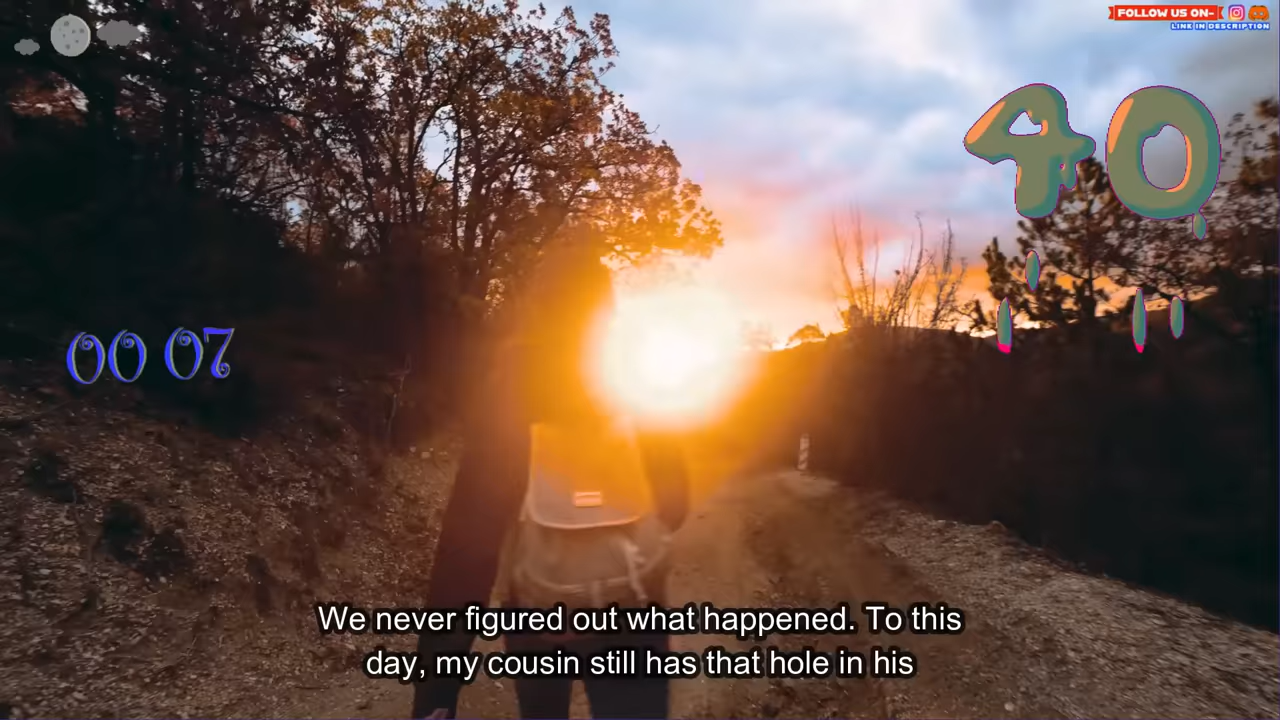 FOLLOW US ON-
LINK IN DESCRIPTION
40
00 07
We never figured out what happened. To this
day, my cousin still has that hole in his